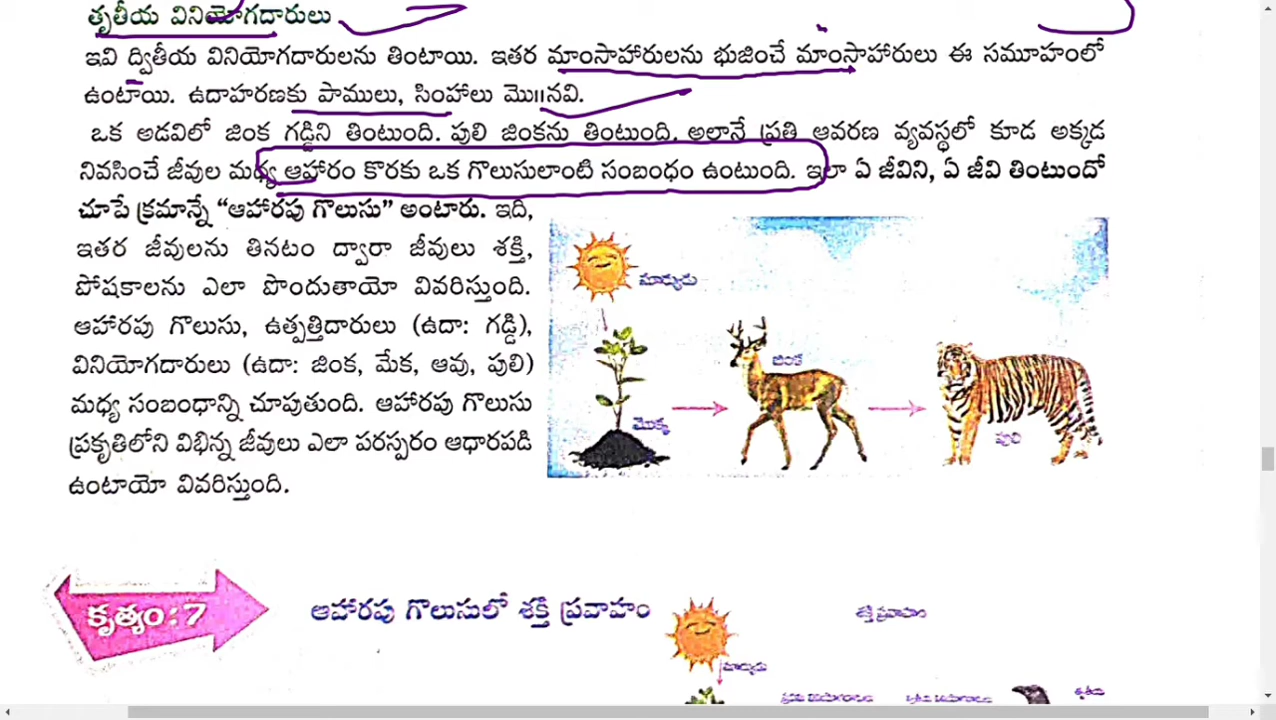 తృతీయ వినియోగదారులు
ఇవి ద్వితీయ వినియోగదారులను తింటాయి. ఇతర మాంసాహారులను భుజించే మాంసాహారులు ఈ సమూహంలో
ఉంటాయి. ఉదాహరణకు పాములు, సింహాలు మొ॥నవి.
ఒక అడవిలో జింక గడ్డిని తింటుంది. పులి జింకను తింటుంది. అలానే ప్రతి ఆవరణ వ్యవస్థలో కూడ అక్కడ
నివసించే జీవుల మధ్య ఆహారం కొరకు ఒక గొలుసులాంటి సంబంధం ఉంటుంది. ఇలా ఏ జీవిని, ఏ జీవి తింటుందో
చూపే క్రమాన్నే “ఆహారపు గొలుసు” అంటారు. ఇది,
ఇతర జీవులను తినటం ద్వారా జీవులు శక్తి,
పోషకాలను ఎలా పొందుతాయో వివరిస్తుంది.
ఆహారపు గొలుసు, ఉత్పత్తిదారులు (ఉదా: గడ్డి),
వినియోగదారులు (ఉదా: జింక, మేక, ఆవు, పులి)
మధ్య సంబంధాన్ని చూపుతుంది. ఆహారపు గొలుసు
ప్రకృతిలోని విభిన్న జీవులు ఎలా పరస్పరం ఆధారపడి
ఉంటాయో వివరిస్తుంది.
సూర్యుడు
జింక
మొక్క
పులి
కృత్యం:7
ఆహారపు గొలుసులో శక్తి ప్రవాహం
శక్తి ప్రవాహం
సూర్యుడు
తృతీయ